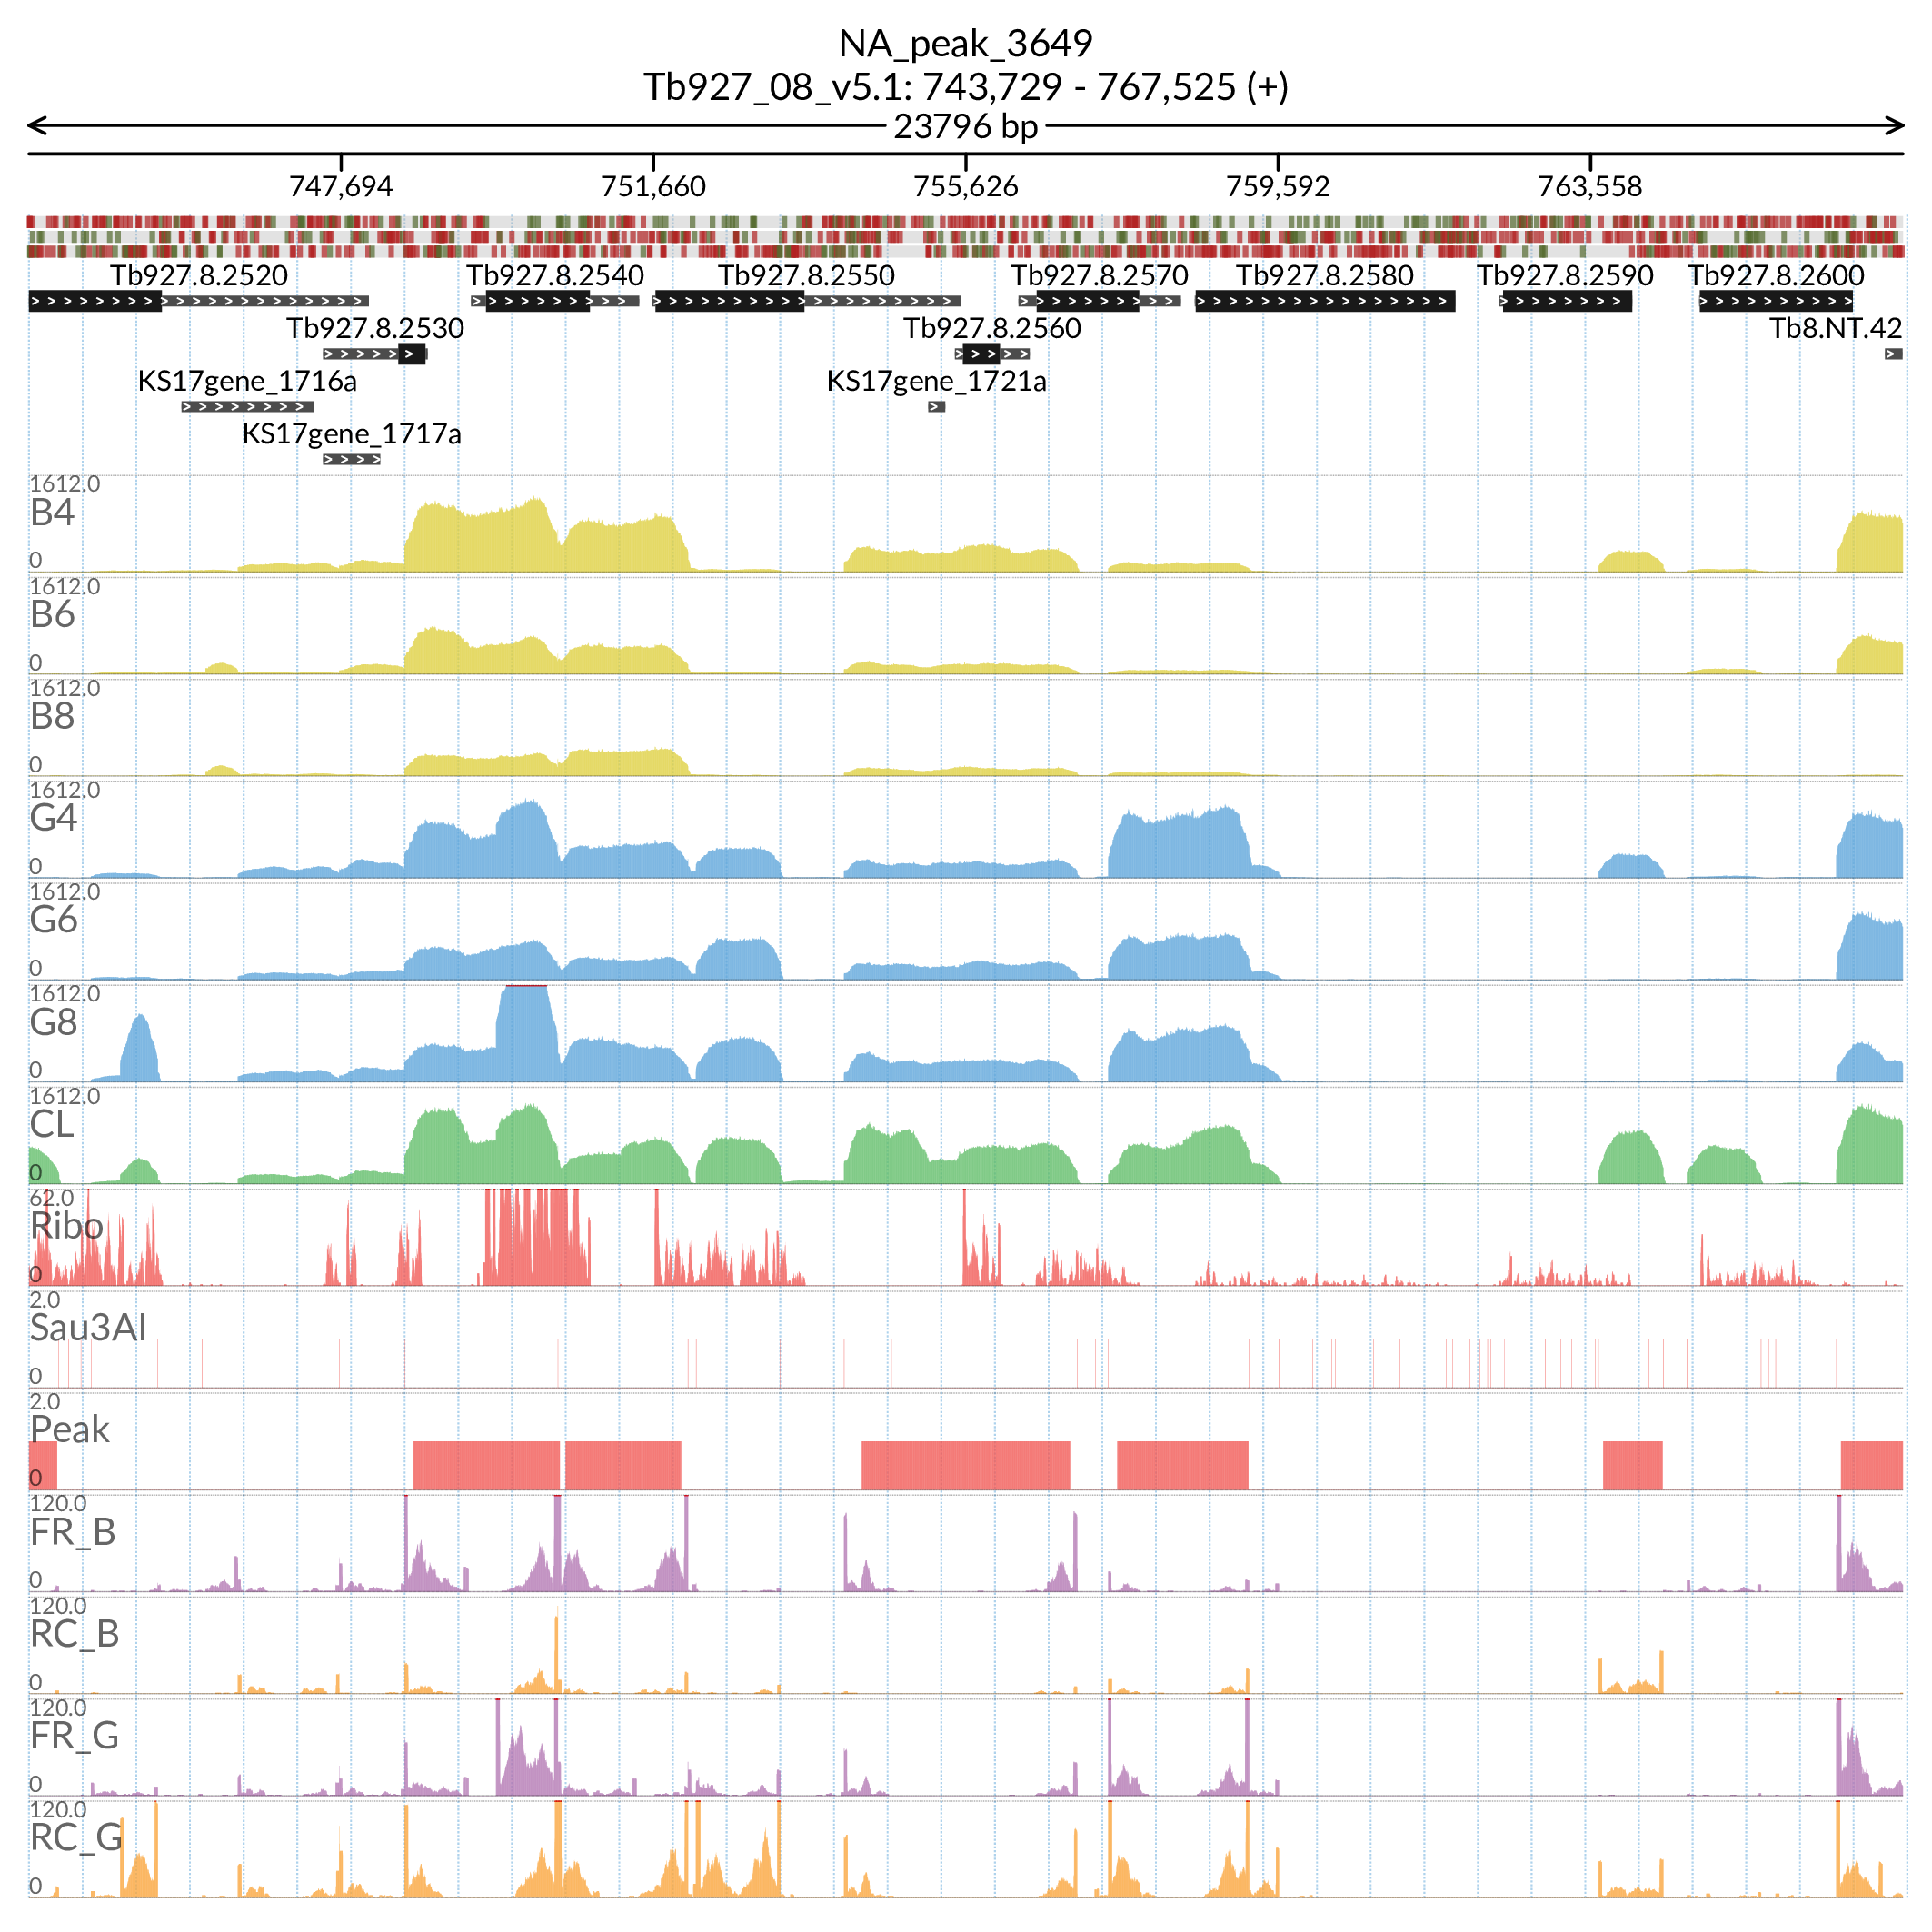 NA_peak_3649
Tb927_08_v5.1: 743,729 - 767,525 (+)
23796 bp
747,694 751,660 755,626 759,592 763,558
Tb927.8.2520 Tb927.8.2540 Tb927.8.2550 Tb927.8.2570 Tb927.8.2580 Tb927.8.2590 Tb927.8.2600
Tb927.8.2530 Tb927.8.2560 Tb8.NT.42
KS17gene_1716a KS17gene_1721a
KS17gene_1717a
1612.0
B4
0
1612.0
B6
0
1612.0
B8
0
1612.0
G4
0
1612.0
G6
0
1612.0
G8
0
1612.0
CL
0
62.0
Ribo
0
2.0
Sau3AI
0
2.0
Peak
0
120.0
FR_B
0
120.0
RC_B
0
120.0
FR_G
0
120.0
RC_G
0